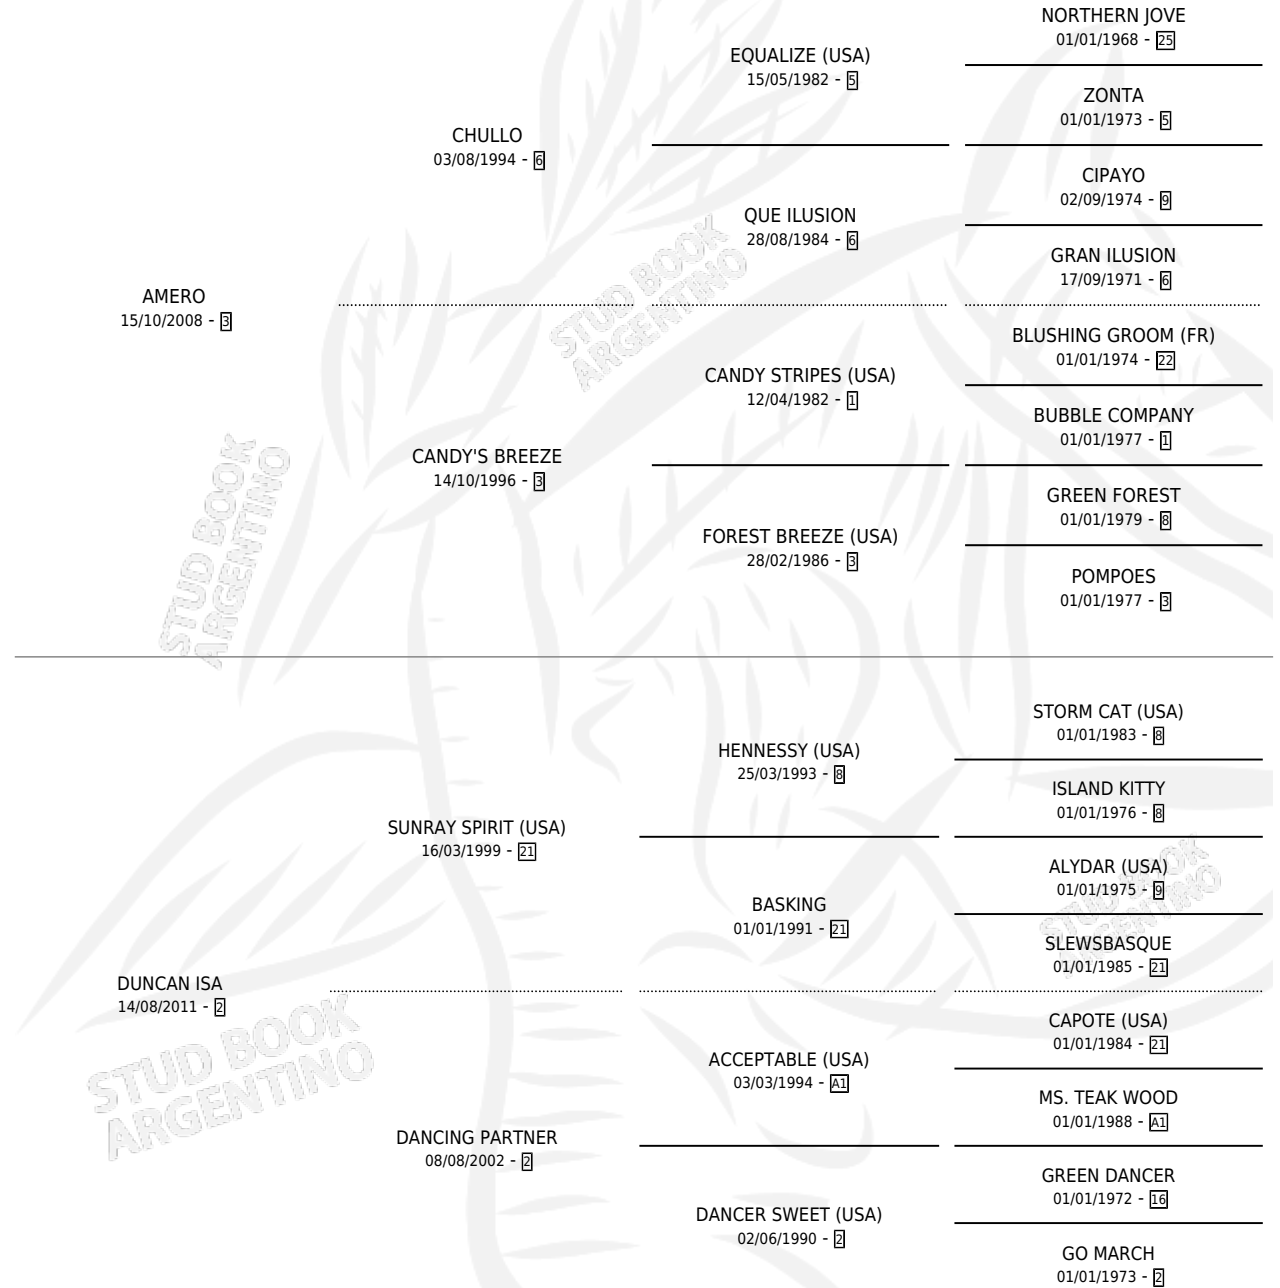 NORTHERN JOVE
01/01/1968 - 25
EQUALIZE (USA)
15/05/1982 - 5
ZONTA
01/01/1973 - 5
CHULLO
03/08/1994 - 6
CIPAYO
02/09/1974 - 9
QUE ILUSION
28/08/1984 - 6
GRAN ILUSION
17/09/1971 - 6
AMERO
15/10/2008 - 3
BLUSHING GROOM (FR)
01/01/1974 - 22
CANDY STRIPES (USA)
12/04/1982 - 1
BUBBLE COMPANY
01/01/1977 - 1
CANDY'S BREEZE
14/10/1996 - 3
GREEN FOREST
01/01/1979 - 8
FOREST BREEZE (USA)
28/02/1986 - 3
POMPOES
01/01/1977 - 3
STORM CAT (USA)
01/01/1983 - 8
HENNESSY (USA)
25/03/1993 - 8
ISLAND KITTY
01/01/1976 - 8
SUNRAY SPIRIT (USA)
16/03/1999 - 21
ALYDAR (USA)
01/01/1975 - 9
BASKING
01/01/1991 - 21
SLEWSBASQUE
01/01/1985 - 21
DUNCAN ISA
14/08/2011 - 2
CAPOTE (USA)
01/01/1984 - 21
ACCEPTABLE (USA)
03/03/1994 - A1
MS. TEAK WOOD
01/01/1988 - A1
DANCING PARTNER
08/08/2002 - 2
GREEN DANCER
01/01/1972 - 16
DANCER SWEET (USA)
02/06/1990 - 2
GO MARCH
01/01/1973 - 2
STUD BOOK
ARGENTINO
STUD BOOK
ARGENTINO
STUD BOOK
ARGENTINO
STUD BOOK
ARGENTINO